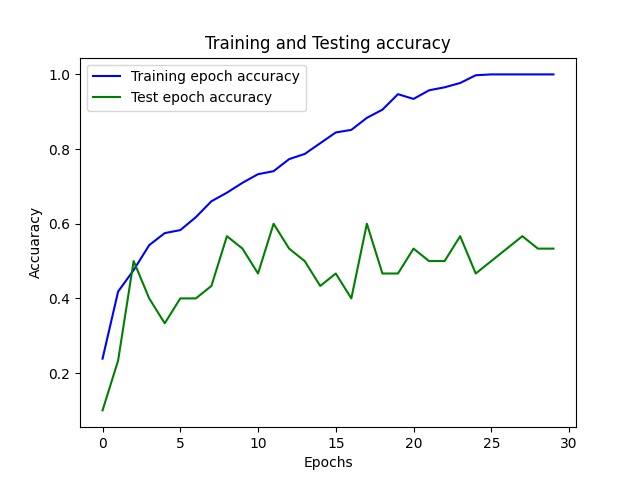 Training and Testing accuracy
Training epoch accuracy
Test epoch accuracy
Accuaracy
1.0
0.8
0.6
0.4
0.2
0 5 10 15 20 25 30
Epochs